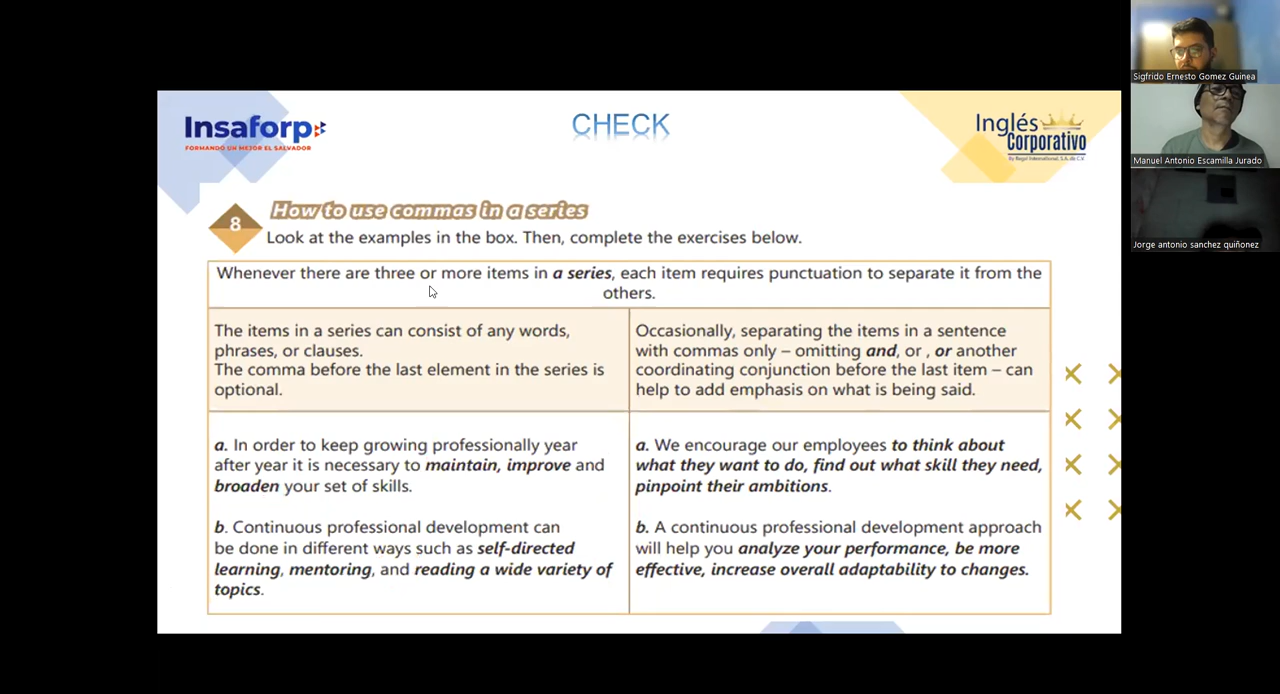 Insaforp
FORMANDO UN MEJOR EL SALVADOR
CHECK
Inglés
Corporativo
By Regal International, S.A. de C.V.
8
How to use commas in a series
Look at the examples in the box. Then, complete the exercises below.
Whenever there are three or more items in a series, each item requires punctuation to separate it from the
others.
The items in a series can consist of any words,
phrases, or clauses.
The comma before the last element in the series is
optional.
Occasionally, separating the items in a sentence
with commas only – omitting and, or , or another
coordinating conjunction before the last item – can
help to add emphasis on what is being said.
a. In order to keep growing professionally year
after year it is necessary to maintain, improve and
broaden your set of skills.
b. Continuous professional development can
be done in different ways such as self-directed
learning, mentoring, and reading a wide variety of
topics.
a. We encourage our employees to think about
what they want to do, find out what skill they need,
pinpoint their ambitions.
b. A continuous professional development approach
will help you analyze your performance, be more
effective, increase overall adaptability to changes.
Sigfrido Ernesto Gomez Guinea
Manuel Antonio Escamilla Jurado
Jorge antonio sanchez quiñonez